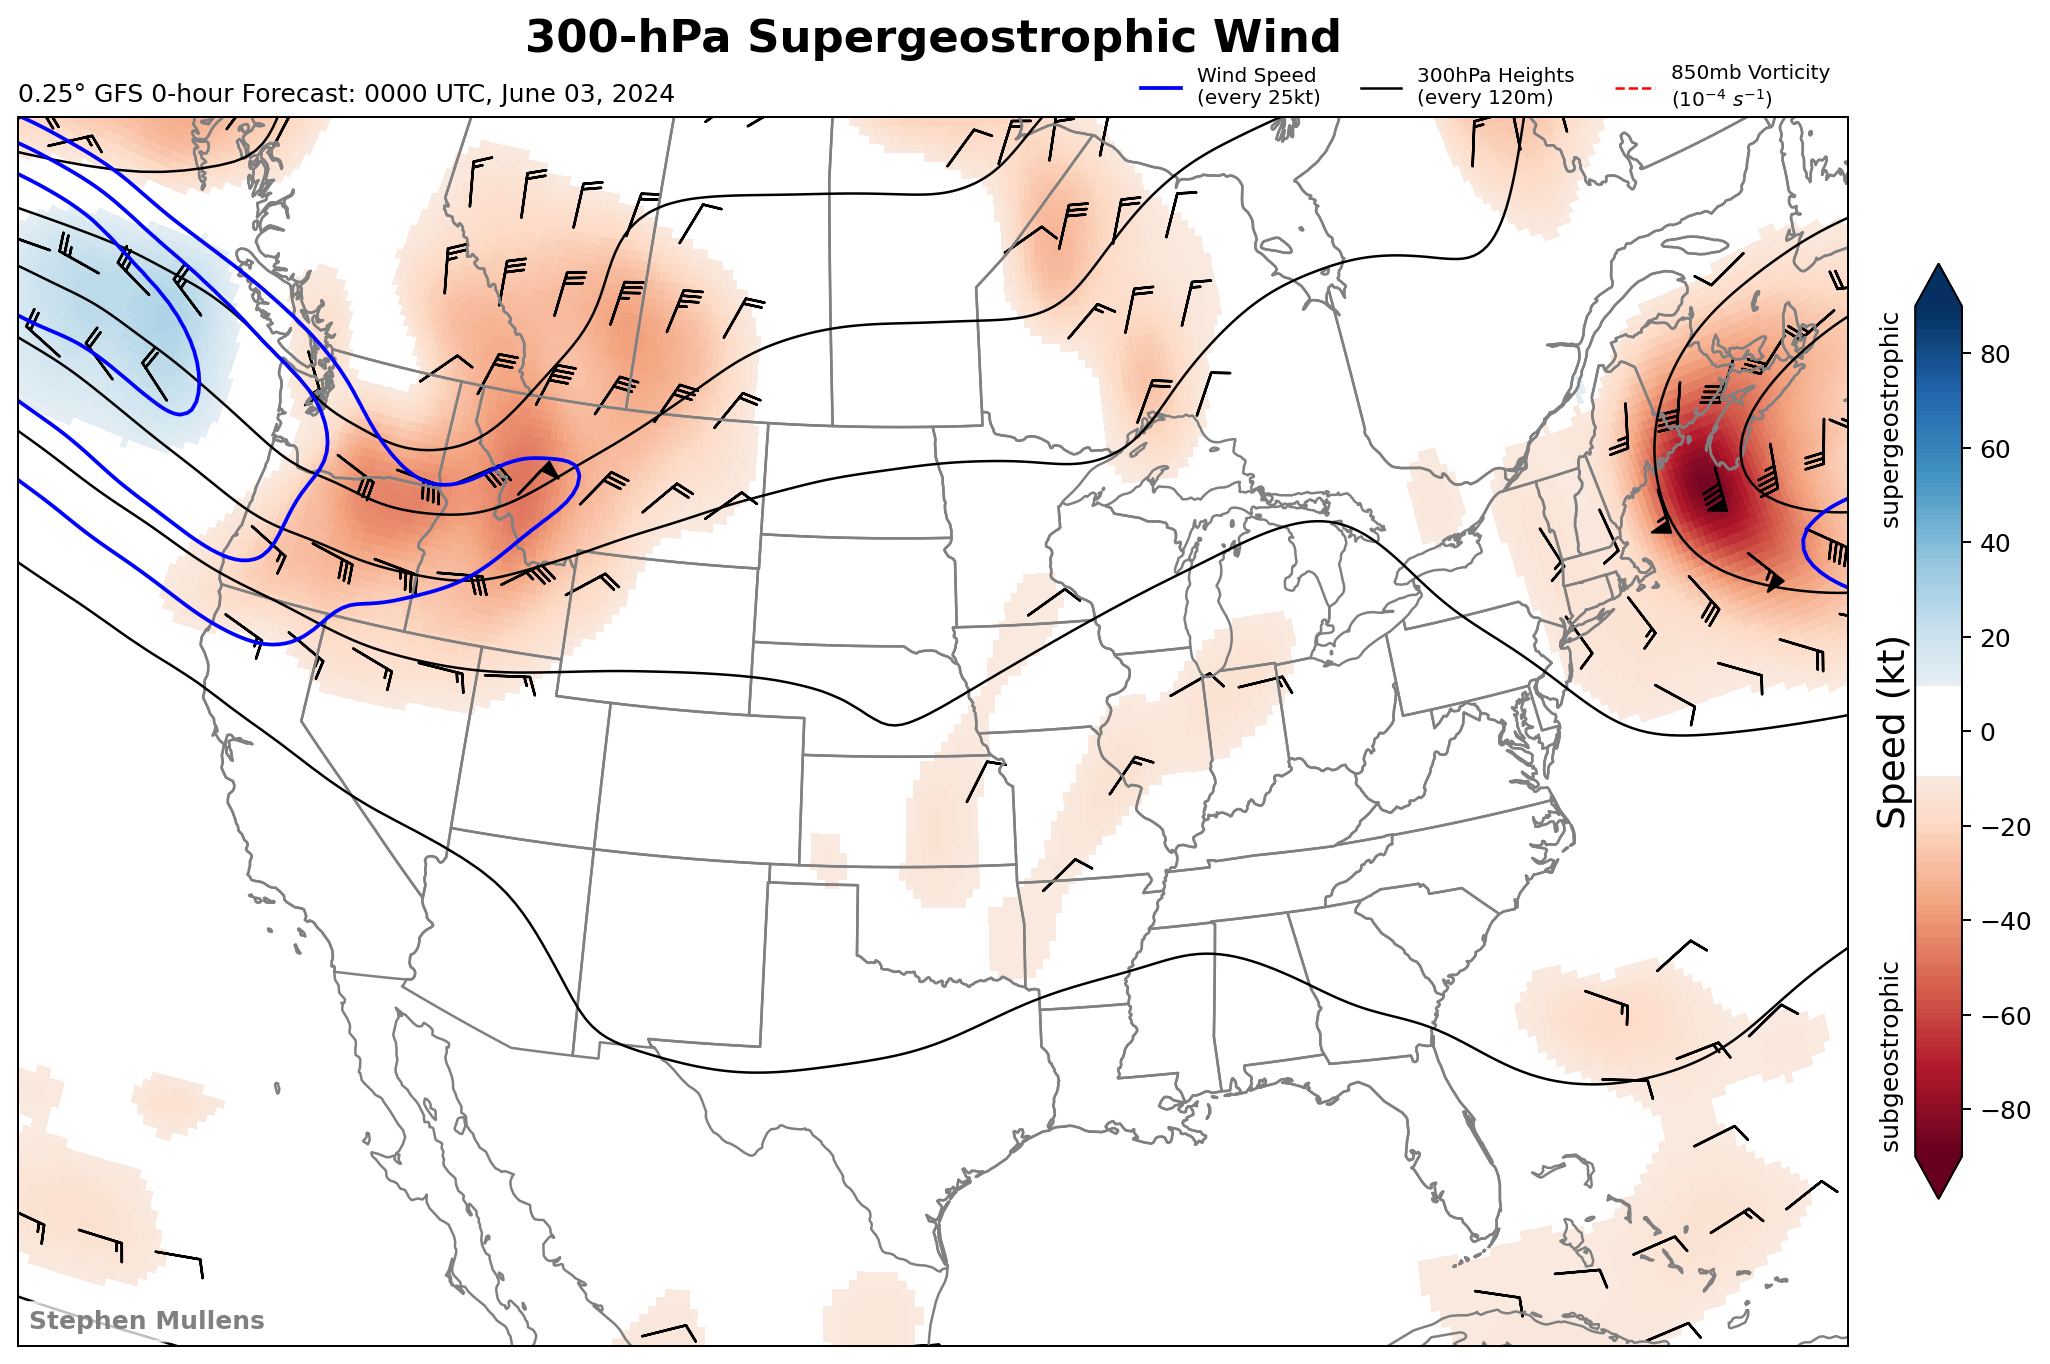 300-hPa Supergeostrophic Wind
0.25° GFS 0-hour Forecast: 0000 UTC, June 03, 2024
Wind Speed
(every 25kt)
300hPa Heights
(every 120m)
850mb Vorticity
(10⁻⁴ s⁻¹)
supergeostrophic
Speed (kt)
subgeostrophic
80
60
40
20
0
−20
−40
−60
−80
Stephen Mullens